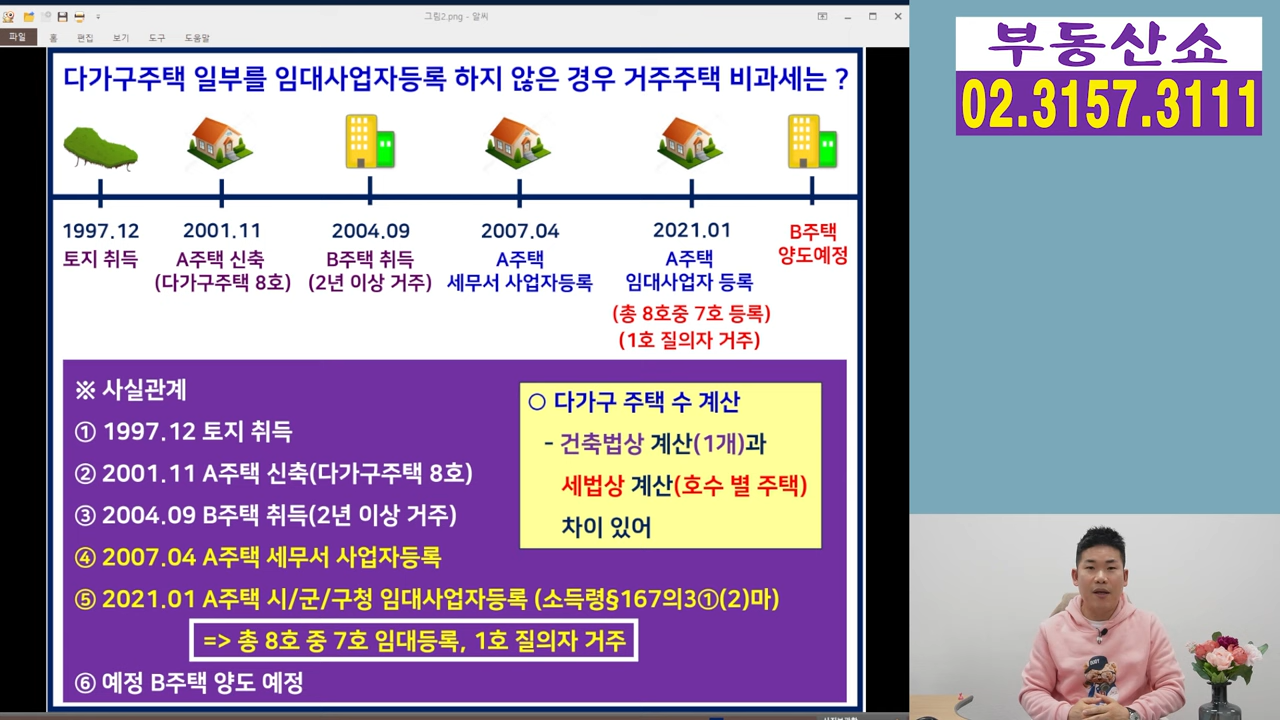 그림2.png - 알씨
파일 홈 편집 보기 도구 도움말
부동산쇼
02.3157.3111
다가구주택 일부를 임대사업자등록 하지 않은 경우 거주주택 비과세는 ?
1997.12
토지 취득
2001.11
A주택 신축
(다가구주택 8호)
2004.09
B주택 취득
(2년 이상 거주)
2007.04
A주택
세무서 사업자등록
2021.01
A주택
임대사업자 등록
(총 8호중 7호 등록)
(1호 질의자 거주)
B주택
양도예정
※ 사실관계
① 1997.12 토지 취득
② 2001.11 A주택 신축(다가구주택 8호)
③ 2004.09 B주택 취득(2년 이상 거주)
④ 2007.04 A주택 세무서 사업자등록
⑤ 2021.01 A주택 시/군/구청 임대사업자등록 (소득령§167의3①(2)마)
=> 총 8호 중 7호 임대등록, 1호 질의자 거주
⑥ 예정 B주택 양도 예정
○ 다가구 주택 수 계산
- 건축법상 계산(1개)과
세법상 계산(호수 별 주택)
차이 있어